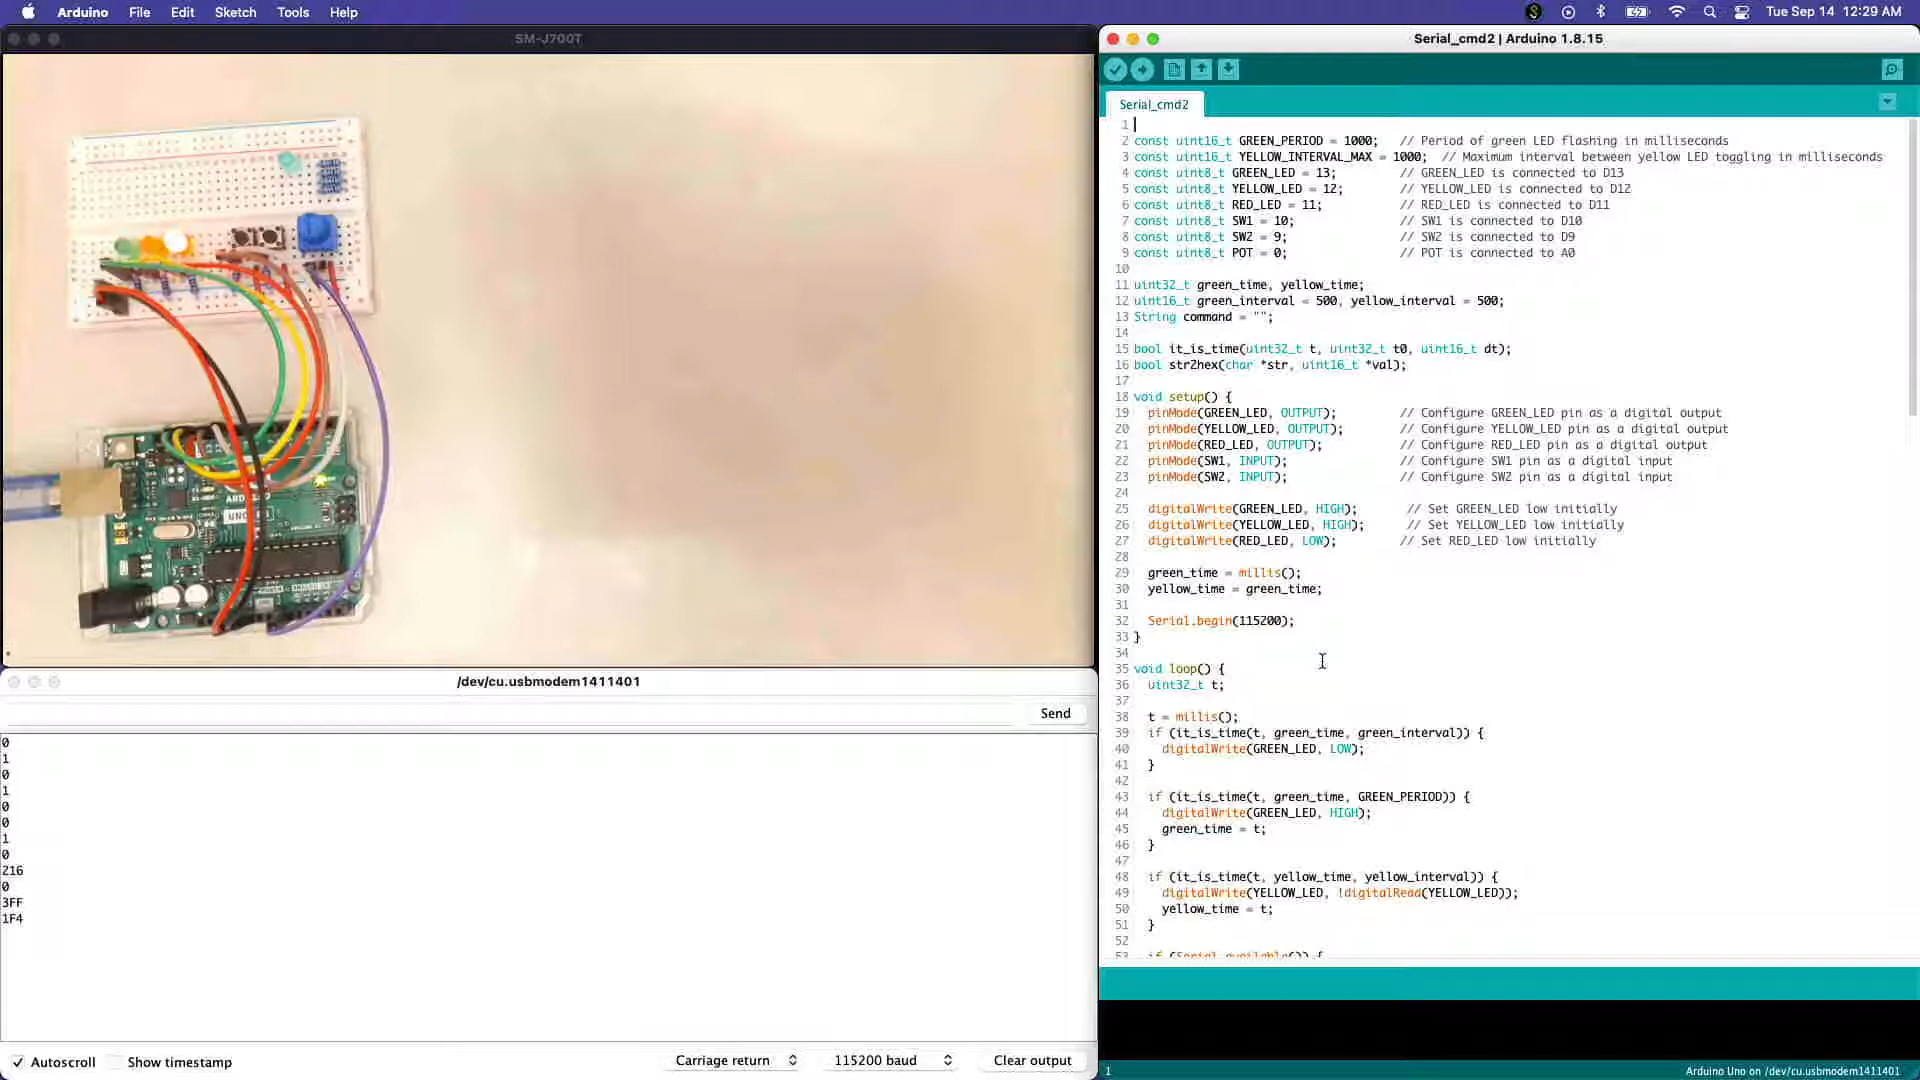 Arduino File Edit Sketch Tools Help
Tue Sep 14 12:29 AM
SM-J700T
ARDUINO
UNO
/dev/cu.usbmodem1411401
Send
0
1
0
1
0
0
1
0
216
0
3FF
1F4
Autoscroll Show timestamp Carriage return 115200 baud Clear output
Serial_cmd2 | Arduino 1.8.15
Serial_cmd2
1
2 const uint16_t GREEN_PERIOD = 1000; // Period of green LED flashing in milliseconds
3 const uint16_t YELLOW_INTERVAL_MAX = 1000; // Maximum interval between yellow LED toggling in milliseconds
4 const uint8_t GREEN_LED = 13; // GREEN_LED is connected to D13
5 const uint8_t YELLOW_LED = 12; // YELLOW_LED is connected to D12
6 const uint8_t RED_LED = 11; // RED_LED is connected to D11
7 const uint8_t SW1 = 10; // SW1 is connected to D10
8 const uint8_t SW2 = 9; // SW2 is connected to D9
9 const uint8_t POT = 0; // POT is connected to A0
10
11 uint32_t green_time, yellow_time;
12 uint16_t green_interval = 500, yellow_interval = 500;
13 String command = "";
14
15 bool it_is_time(uint32_t t, uint32_t t0, uint16_t dt);
16 bool str2hex(char *str, uint16_t *val);
17
18 void setup() {
19 pinMode(GREEN_LED, OUTPUT); // Configure GREEN_LED pin as a digital output
20 pinMode(YELLOW_LED, OUTPUT); // Configure YELLOW_LED pin as a digital output
21 pinMode(RED_LED, OUTPUT); // Configure RED_LED pin as a digital output
22 pinMode(SW1, INPUT); // Configure SW1 pin as a digital input
23 pinMode(SW2, INPUT); // Configure SW2 pin as a digital input
24
25 digitalWrite(GREEN_LED, HIGH); // Set GREEN_LED low initially
26 digitalWrite(YELLOW_LED, HIGH); // Set YELLOW_LED low initially
27 digitalWrite(RED_LED, LOW); // Set RED_LED low initially
28
29 green_time = millis();
30 yellow_time = green_time;
31
32 Serial.begin(115200);
33 }
34
35 void loop() {
36 uint32_t t;
37
38 t = millis();
39 if (it_is_time(t, green_time, green_interval)) {
40 digitalWrite(GREEN_LED, LOW);
41 }
42
43 if (it_is_time(t, green_time, GREEN_PERIOD)) {
44 digitalWrite(GREEN_LED, HIGH);
45 green_time = t;
46 }
47
48 if (it_is_time(t, yellow_time, yellow_interval)) {
49 digitalWrite(YELLOW_LED, !digitalRead(YELLOW_LED));
50 yellow_time = t;
51 }
52
53 if (Serial.available()) {
1
Arduino Uno on /dev/cu.usbmodem1411401